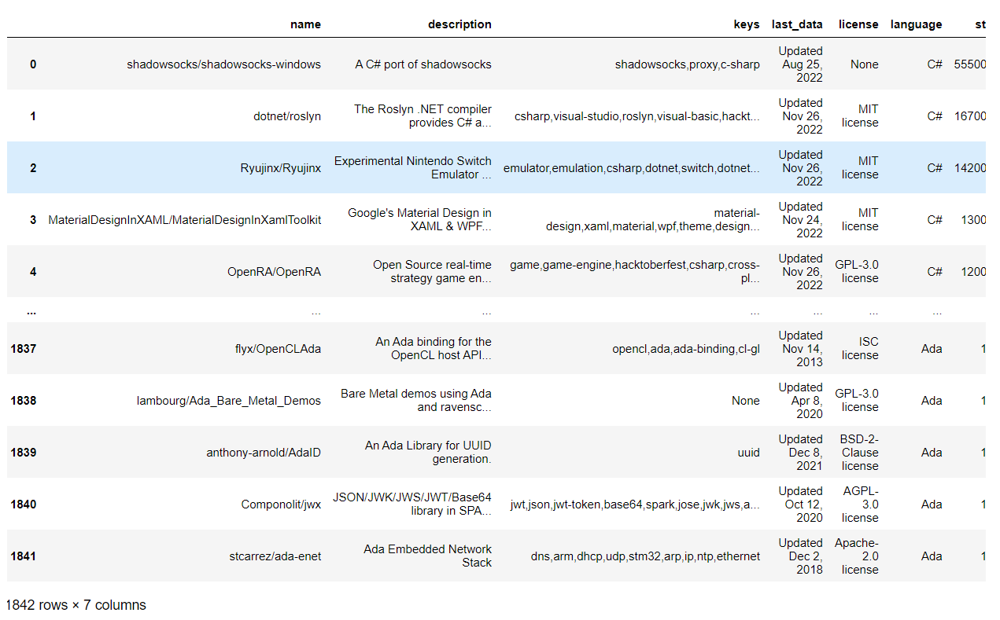 name description keys last_data license language st
0 shadowsocks/shadowsocks-windows A C# port of shadowsocks shadowsocks,proxy,c-sharp Updated Aug 25, 2022 None C# 55500
1 dotnet/roslyn The Roslyn .NET compiler provides C# a... csharp,visual-studio,roslyn,visual-basic,hackt... Updated Nov 26, 2022 MIT license C# 16700
2 Ryujinx/Ryujinx Experimental Nintendo Switch Emulator ... emulator,emulation,csharp,dotnet,switch,dotnet... Updated Nov 26, 2022 MIT license C# 14200
3 MaterialDesignInXAML/MaterialDesignInXamlToolkit Google's Material Design in XAML & WPF... material-design,xaml,material,wpf,theme,design... Updated Nov 24, 2022 MIT license C# 1300
4 OpenRA/OpenRA Open Source real-time strategy game en... game,game-engine,hacktoberfest,csharp,cross-pl... Updated Nov 26, 2022 GPL-3.0 license C# 1200
... ... ... ... ... ... ...
1837 flyx/OpenCLAda An Ada binding for the OpenCL host API... opencl,ada,ada-binding,cl-gl Updated Nov 14, 2013 ISC license Ada 1
1838 lambourg/Ada_Bare_Metal_Demos Bare Metal demos using Ada and ravensc... None Updated Apr 8, 2020 GPL-3.0 license Ada 1
1839 anthony-arnold/AdaID An Ada Library for UUID generation. uuid Updated Dec 8, 2021 BSD-2-Clause license Ada 1
1840 Componolit/jwx JSON/JWK/JWS/JWT/Base64 library in SPA... jwt,json,jwt-token,base64,spark,jose,jwk,jws,a... Updated Oct 12, 2020 AGPL-3.0 license Ada 1
1841 stcarrez/ada-enet Ada Embedded Network Stack dns,arm,dhcp,udp,stm32,arp,ip,ntp,ethernet Updated Dec 2, 2018 Apache-2.0 license Ada 1
1842 rows × 7 columns